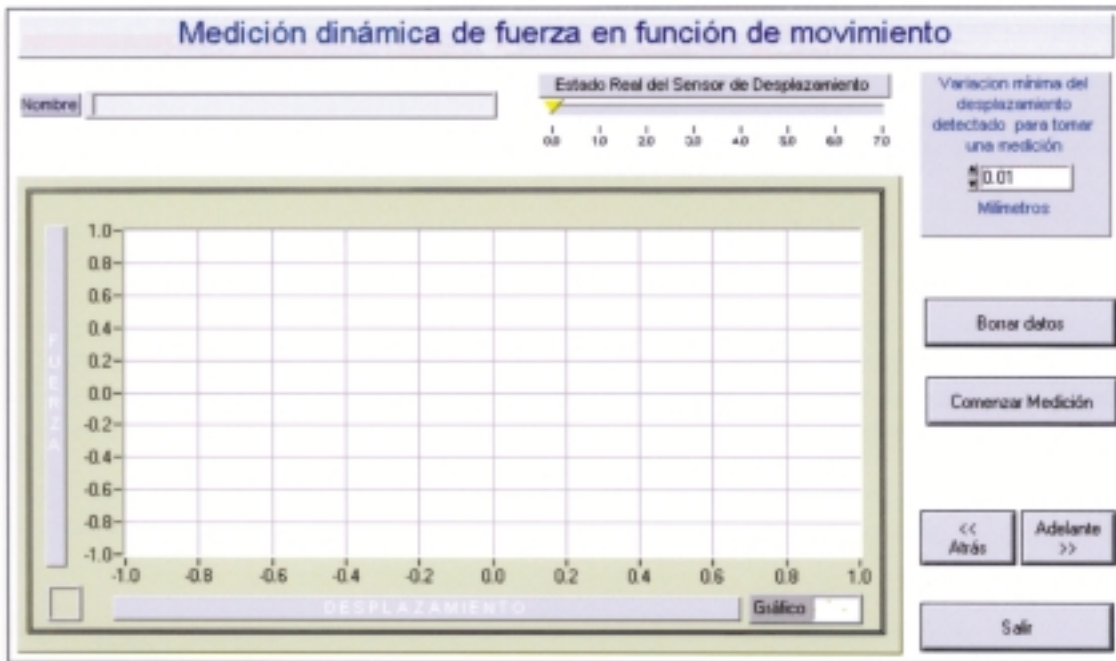 Medición dinámica de fuerza en función de movimiento
Nombre
Estado Real del Sensor de Desplazamiento
0.0 1.0 2.0 3.0 4.0 5.0 6.0 7.0
Variacion mínima del
desplazamiento
detectado para tomar
una medición
0.01
Milimetros
FUERZA
1.0
0.8
0.6
0.4
0.2
0.0
-0.2
-0.4
-0.6
-0.8
-1.0
-1.0 -0.8 -0.6 -0.4 -0.2 0.0 0.2 0.4 0.6 0.8 1.0
DESPLAZAMIENTO
Gráfico
Borrar datos
Comenzar Medición
<<
Atrás
Adelante
>>
Salir